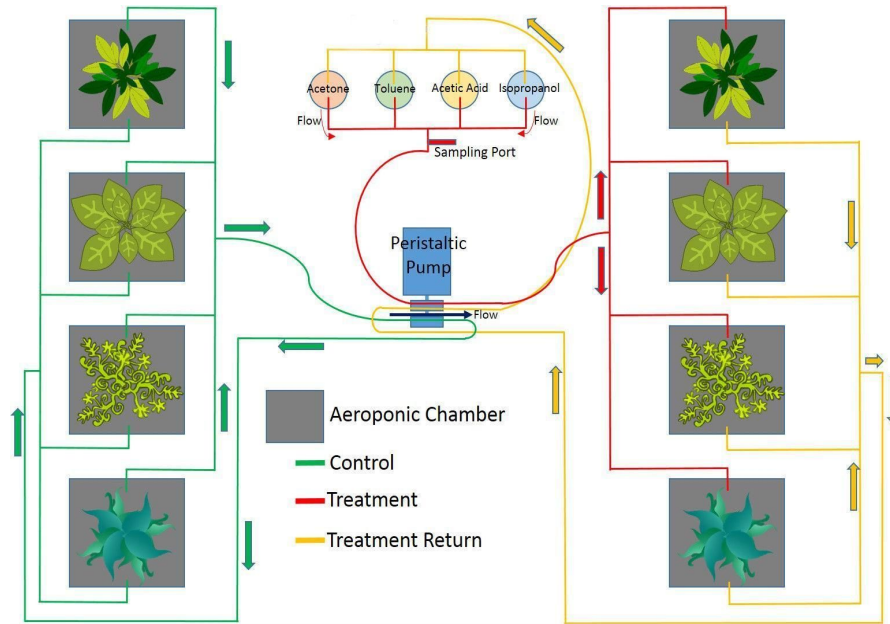 Acetone
Toluene
Acetic Acid
Isopropanol
Flow
Flow
Sampling Port
Peristaltic
Pump
Flow
Aeroponic Chamber
Control
Treatment
Treatment Return